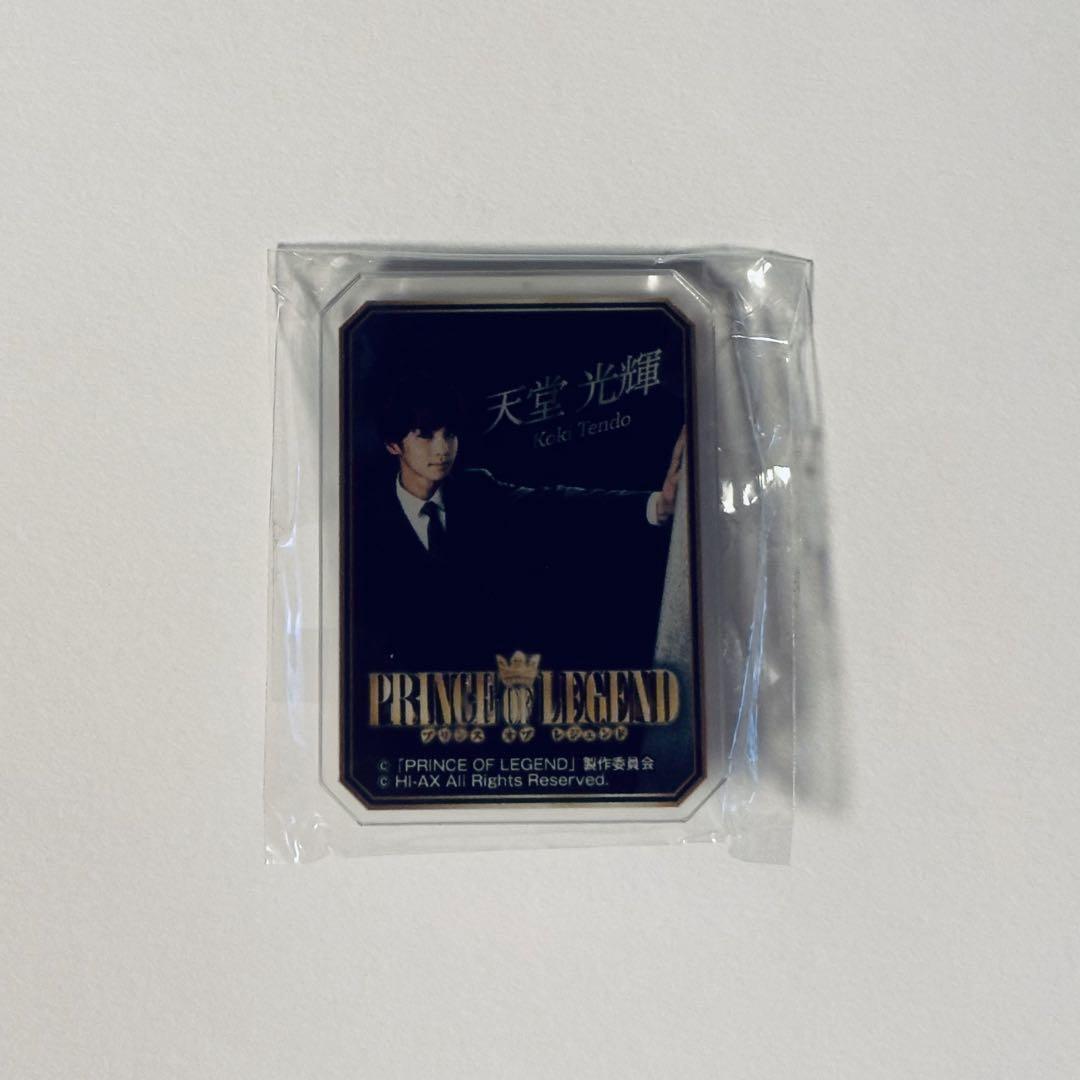 天堂 光輝
Koki Tendo
PRINCE OF LEGEND
プリンス オブ レジェンド
© 「PRINCE OF LEGEND」製作委員会
© HI-AX All Rights Reserved.